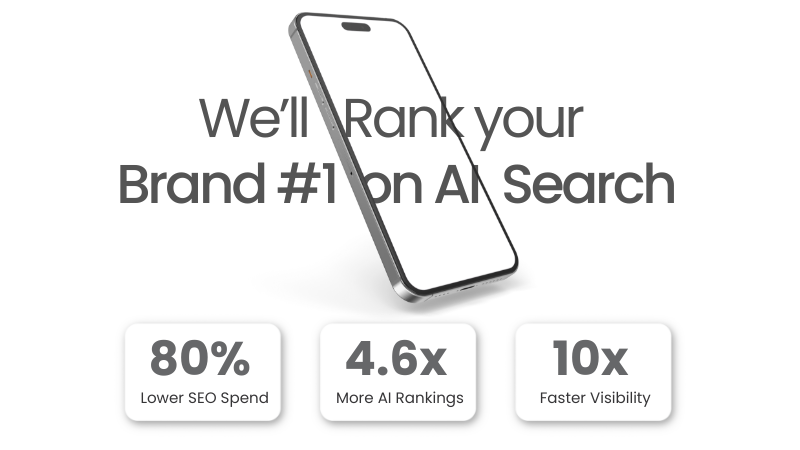 We’ll Rank your
Brand #1 on AI Search
80%
Lower SEO Spend
4.6x
More AI Rankings
10x
Faster Visibility